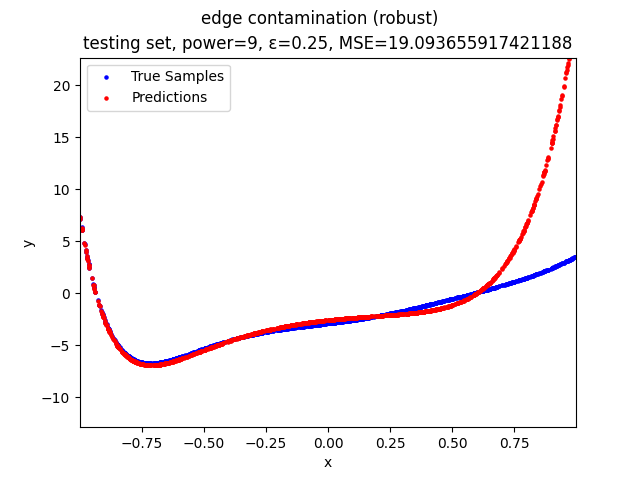 edge contamination (robust)
testing set, power=9, ε=0.25, MSE=19.093655917421188
True Samples
Predictions
20
15
10
5
0
−5
−10
y
−0.75
−0.50
−0.25
0.00
0.25
0.50
0.75
x